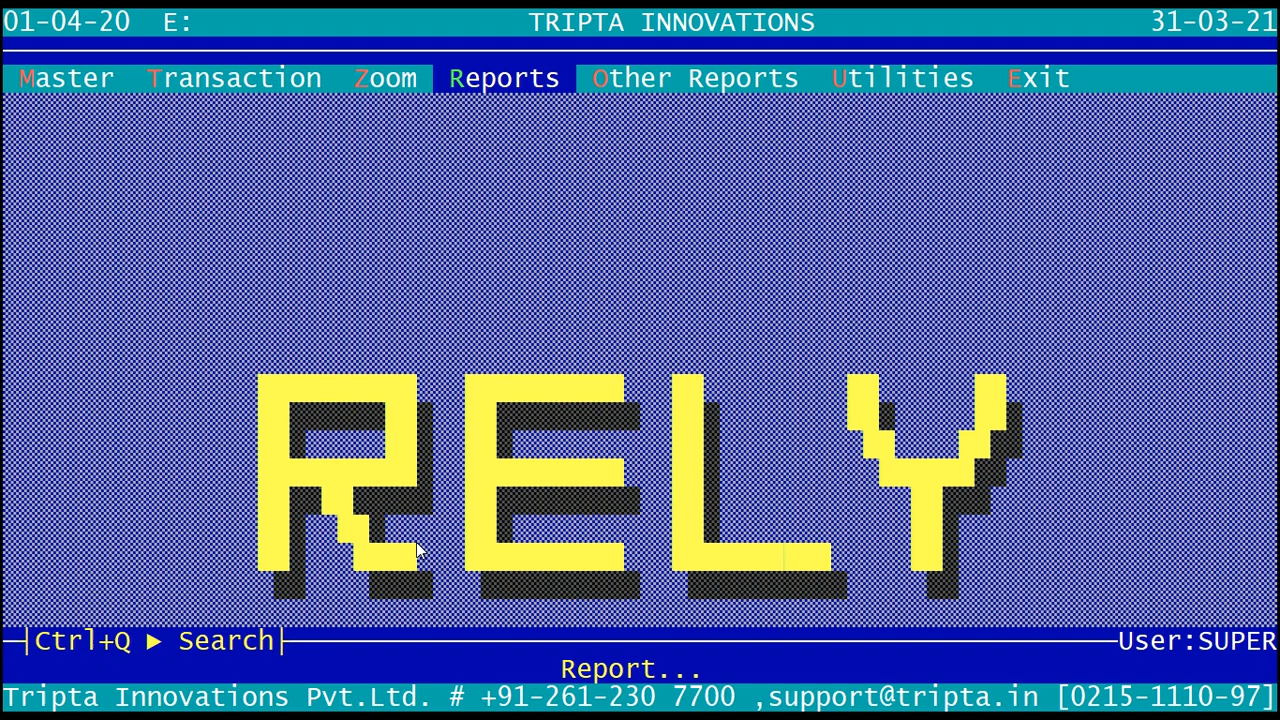 01-04-20 E: TRIPTA INNOVATIONS 31-03-21
Master Transaction Zoom Reports Other Reports Utilities Exit
RELY
Ctrl+Q ► Search User:SUPER
Report...
Tripta Innovations Pvt.Ltd. # +91-261-230 7700 ,support@tripta.in [0215-1110-97]